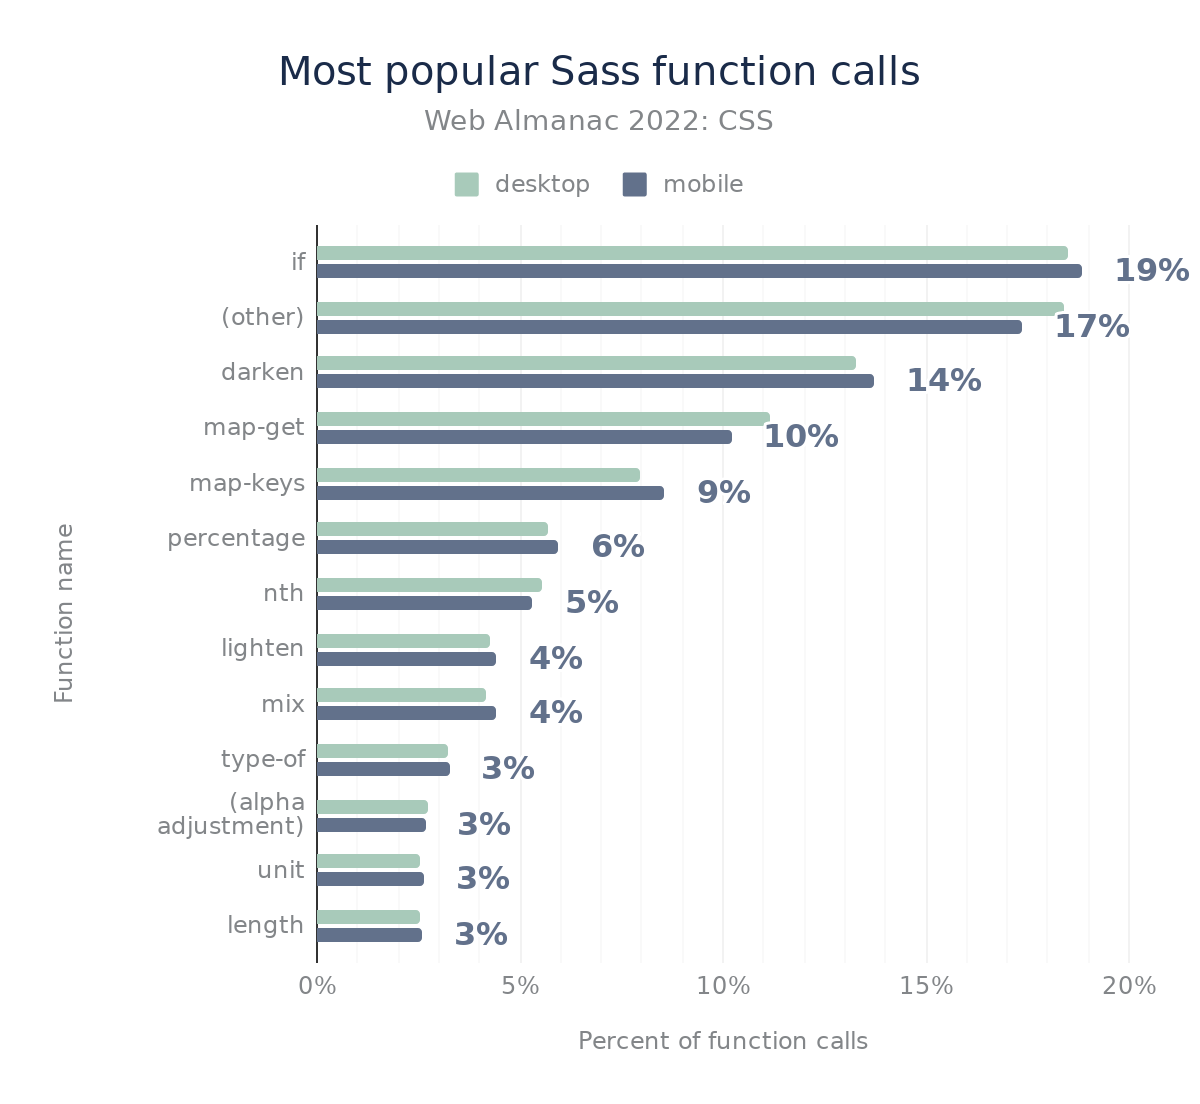 Most popular Sass function calls
Web Almanac 2022: CSS
desktop
mobile
if
19%
(other)
17%
darken
14%
map-get
10%
map-keys
9%
percentage
6%
nth
5%
lighten
4%
mix
4%
type-of
3%
(alpha
adjustment)
3%
unit
3%
length
3%
Function name
0%
5%
10%
15%
20%
Percent of function calls